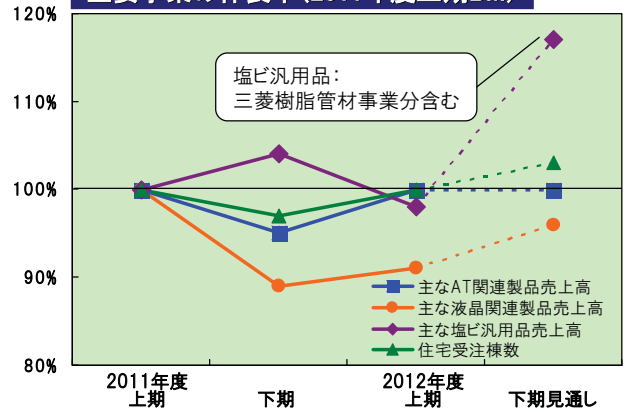 120%
110%
100%
90%
80%
塩ビ汎用品：
三菱樹脂管材事業分含む
主なAT関連製品売上高
主な液晶関連製品売上高
主な塩ビ汎用品売上高
住宅受注棟数
2011年度
上期
下期
2012年度
上期
下期見通し